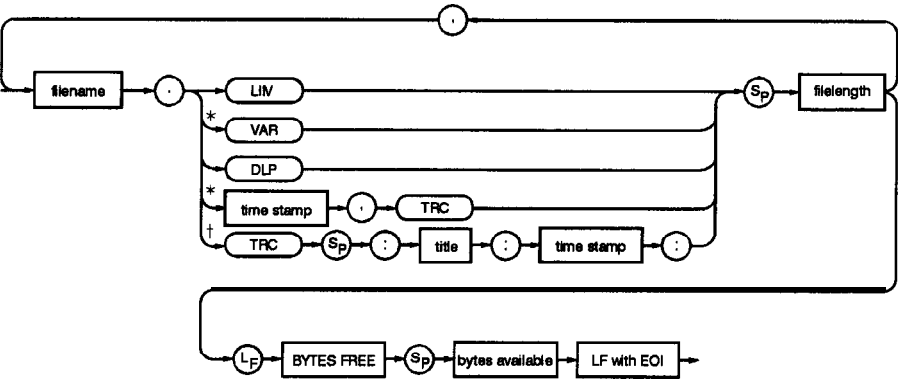 ,
filename . LIM SP filelength
* VAR
DLP
* time stamp , TRC
† TRC SP : title : time stamp :
LF BYTES FREE SP bytes available LF with EOI